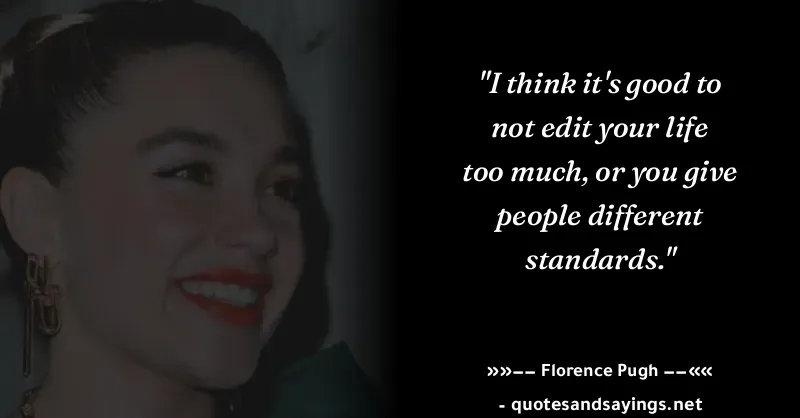 "I think it's good to
not edit your life
too much, or you give
people different
standards."
»»—— Florence Pugh ——««
- quotesandsayings.net